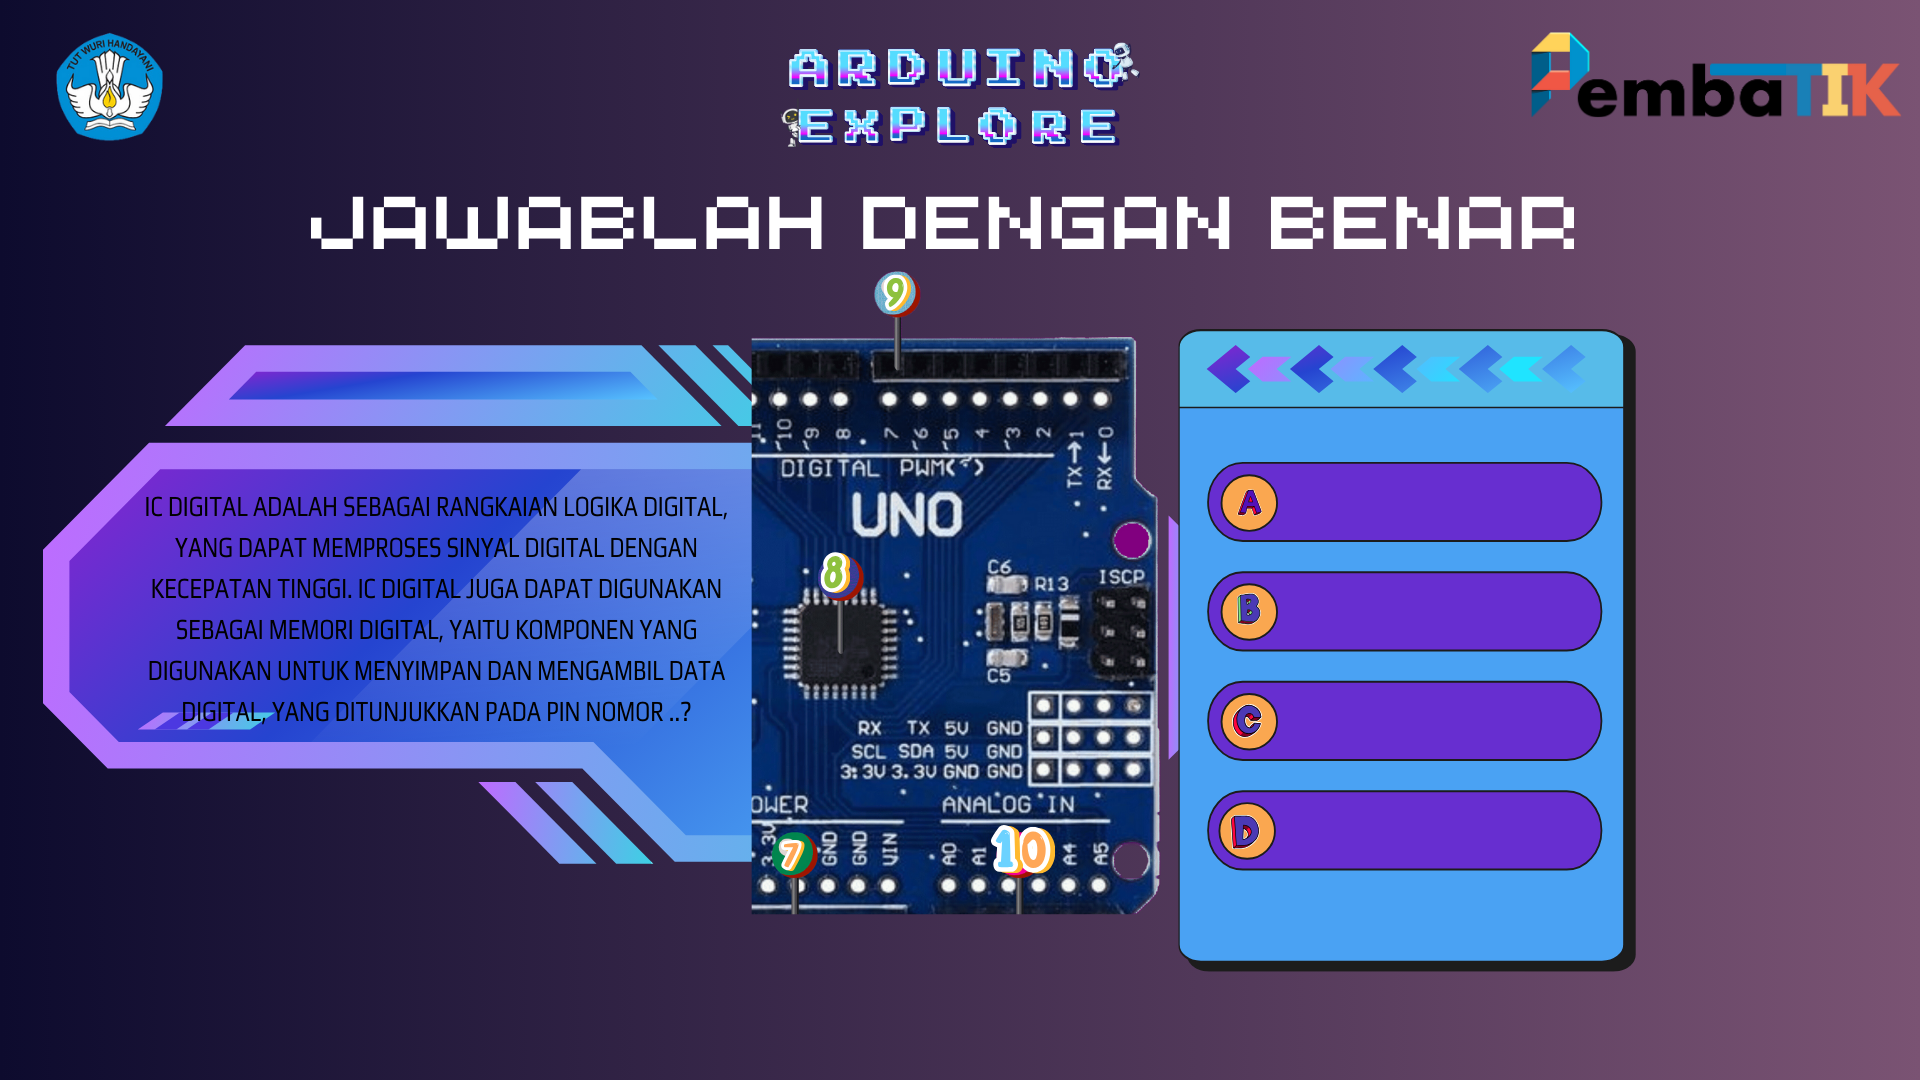 TUT WURI HANDAYANI
ARDUINO
EXPLORE
PembaTIK
JAWABLAH DENGAN BENAR
IC DIGITAL ADALAH SEBAGAI RANGKAIAN LOGIKA DIGITAL,
YANG DAPAT MEMPROSES SINYAL DIGITAL DENGAN
KECEPATAN TINGGI. IC DIGITAL JUGA DAPAT DIGUNAKAN
SEBAGAI MEMORI DIGITAL, YAITU KOMPONEN YANG
DIGUNAKAN UNTUK MENYIMPAN DAN MENGAMBIL DATA
DIGITAL, YANG DITUNJUKKAN PADA PIN NOMOR ..?
9
11 ~10 ~9 8 7 ~6 ~5 4 ~3 2 TX→1 RX←0
DIGITAL PWM(~)
UNO
8
C6
R13
ISCP
C5
RX TX 5V GND
SCL SDA 5V GND
3.3V 3.3V GND GND
OWER
ANALOG IN
3.3V 7 GND GND VIN
A0 A1 10 A4 A5
A
B
C
D